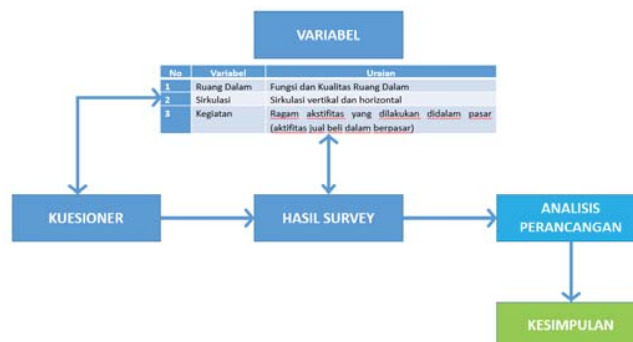 VARIABEL
No Variabel Uraian
1 Ruang Dalam Fungsi dan Kualitas Ruang Dalam
2 Sirkulasi Sirkulasi vertikal dan horizontal
3 Kegiatan Ragam akstifitas yang dilakukan didalam pasar
(aktifitas jual beli dalam berpasar)
KUESIONER
HASIL SURVEY
ANALISIS
PERANCANGAN
KESIMPULAN